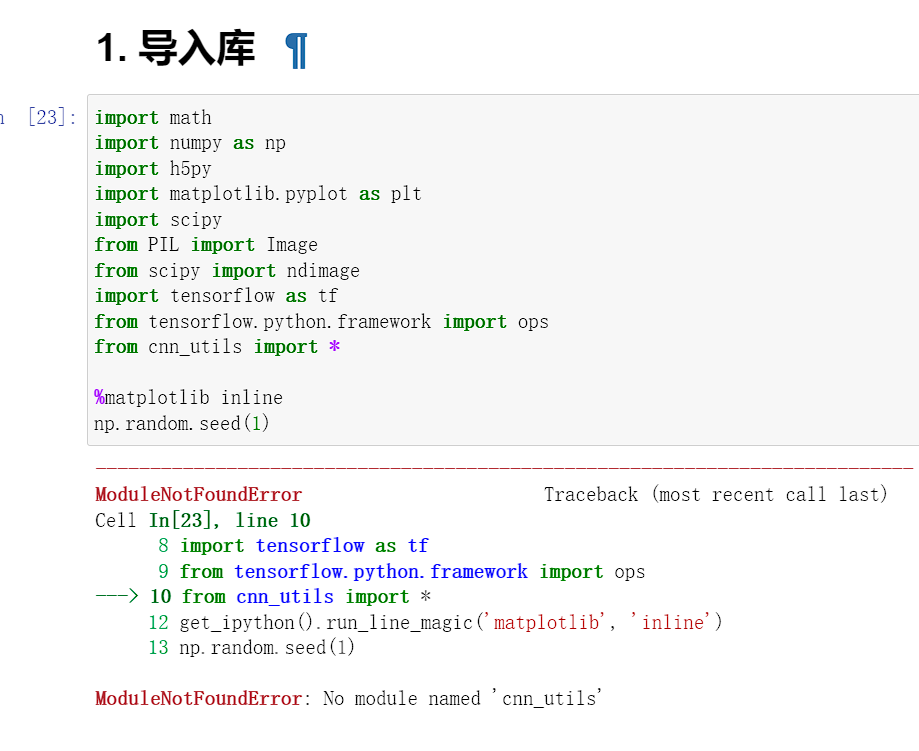 1. 导入库 ¶
n [23]:
import math
import numpy as np
import h5py
import matplotlib.pyplot as plt
import scipy
from PIL import Image
from scipy import ndimage
import tensorflow as tf
from tensorflow.python.framework import ops
from cnn_utils import *
%matplotlib inline
np.random.seed(1)
---------------------------------------------------------------------------
ModuleNotFoundError Traceback (most recent call last)
Cell In[23], line 10
8 import tensorflow as tf
9 from tensorflow.python.framework import ops
---> 10 from cnn_utils import *
12 get_ipython().run_line_magic('matplotlib', 'inline')
13 np.random.seed(1)
ModuleNotFoundError: No module named 'cnn_utils'